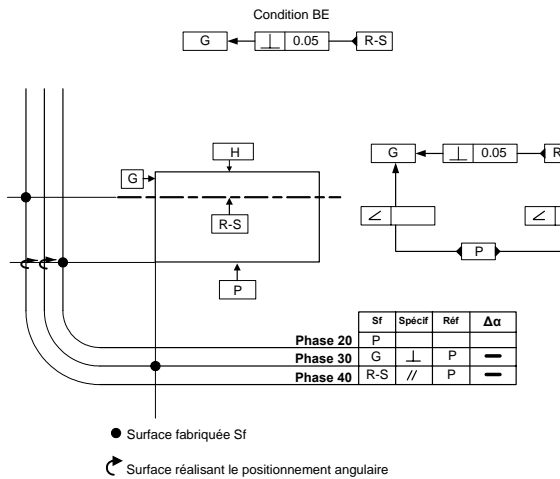 Condition BE
G ⊥ 0.05 R-S
H
G
R-S
P
G ⊥ 0.05 R
∠ ∠
P
Sf Spécif Réf Δα
Phase 20 P
Phase 30 G ⊥ P −
Phase 40 R-S // P −
Surface fabriquée Sf
Surface réalisant le positionnement angulaire